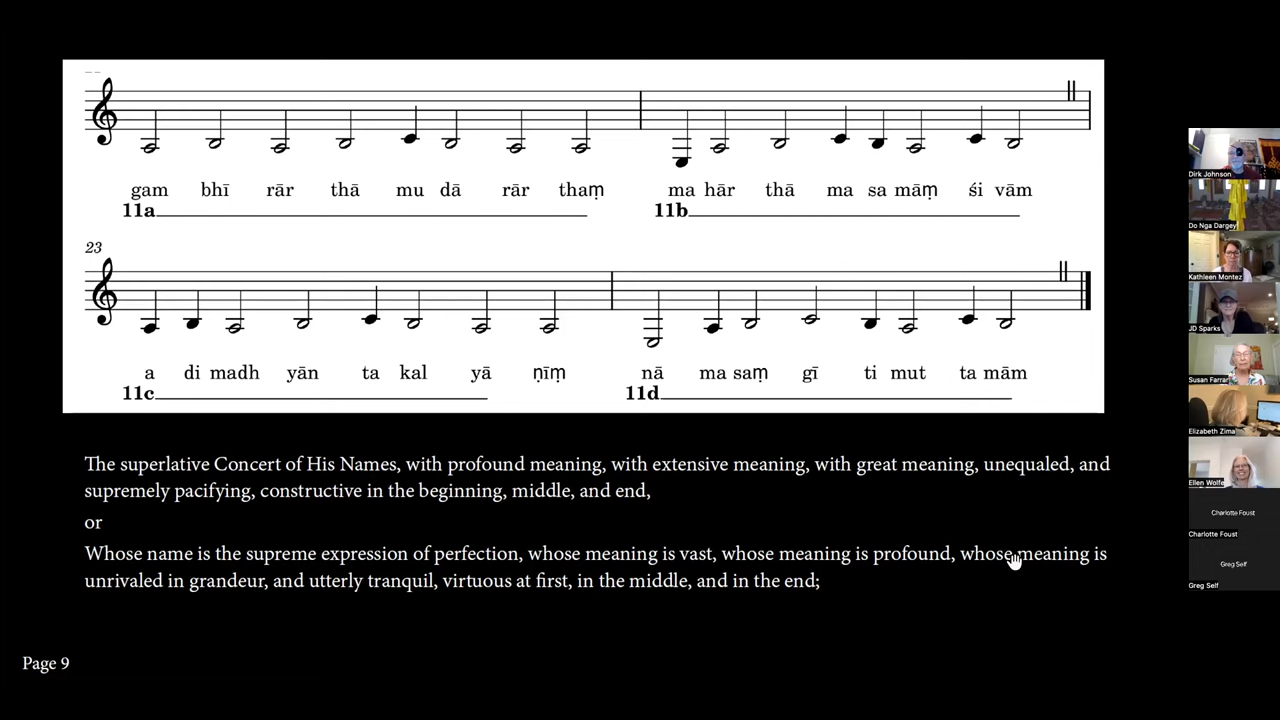 gam bhī rār thā mu dā rār thaṃ ma hār thā ma sa māṃ śi vām
11a 11b
23
a di madh yān ta kal yā ṇīṃ nā ma saṃ gī ti mut ta mām
11c 11d
The superlative Concert of His Names, with profound meaning, with extensive meaning, with great meaning, unequaled, and
supremely pacifying, constructive in the beginning, middle, and end,
or
Whose name is the supreme expression of perfection, whose meaning is vast, whose meaning is profound, whose meaning is
unrivaled in grandeur, and utterly tranquil, virtuous at first, in the middle, and in the end;
Page 9
Dirk Johnson
Do Nga Dargey
Kathleen Montez
JD Sparks
Susan Farrar
Elizabeth Zima
Ellen Wolfe
Charlotte Foust
Charlotte Foust
Greg Self
Greg Self